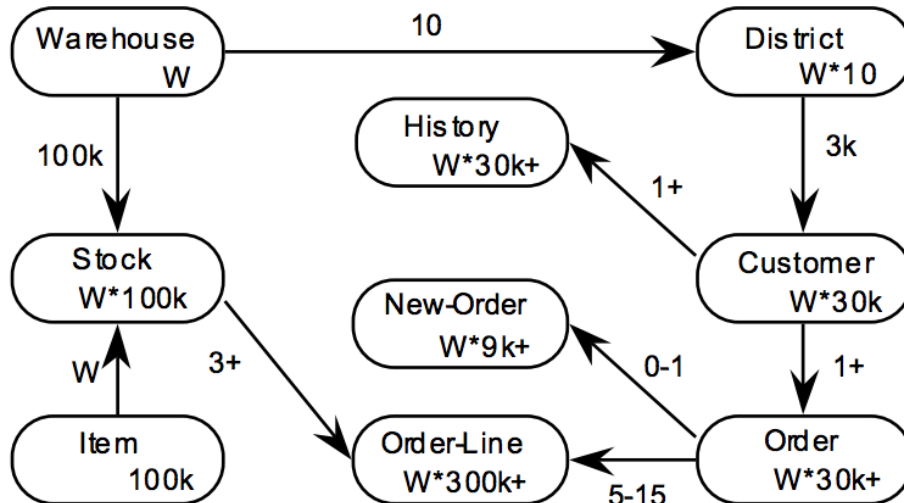 Warehouse
W
10
District
W*10
100k
History
W*30k+
1+
3k
Stock
W*100k
Customer
W*30k
New-Order
W*9k+
W
3+
0-1
1+
Item
100k
Order-Line
W*300k+
5-15
Order
W*30k+